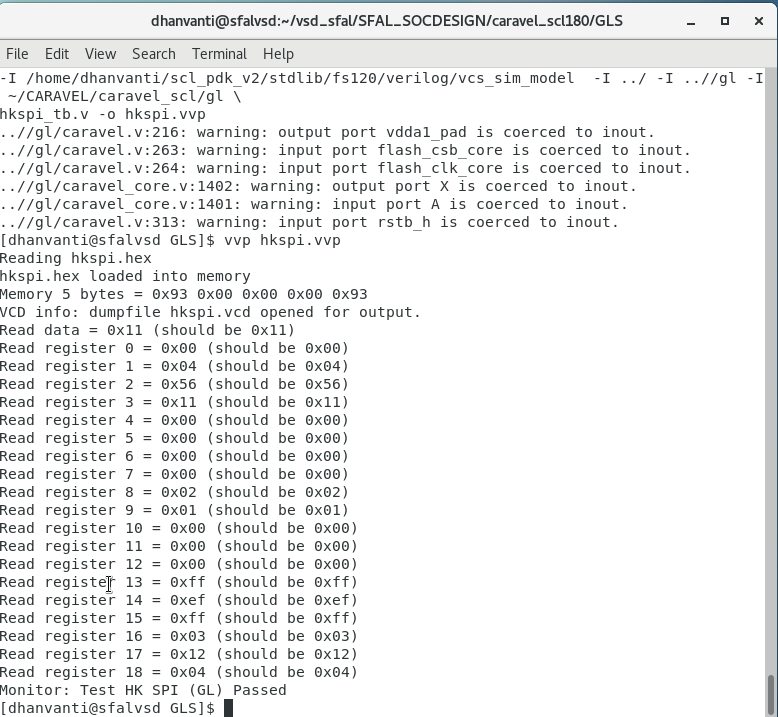 dhanvanti@sfalvsd:~/vsd_sfal/SFAL_SOCDESIGN/caravel_scl180/GLS
File Edit View Search Terminal Help
-I /home/dhanvanti/scl_pdk_v2/stdlib/fs120/verilog/vcs_sim_model  -I ../ -I ..//gl -I
 ~/CARAVEL/caravel_scl/gl \
hkspi_tb.v -o hkspi.vvp
..//gl/caravel.v:216: warning: output port vdda1_pad is coerced to inout.
..//gl/caravel.v:263: warning: input port flash_csb_core is coerced to inout.
..//gl/caravel.v:264: warning: input port flash_clk_core is coerced to inout.
..//gl/caravel_core.v:1402: warning: output port X is coerced to inout.
..//gl/caravel_core.v:1401: warning: input port A is coerced to inout.
..//gl/caravel.v:313: warning: input port rstb_h is coerced to inout.
[dhanvanti@sfalvsd GLS]$ vvp hkspi.vvp
Reading hkspi.hex
hkspi.hex loaded into memory
Memory 5 bytes = 0x93 0x00 0x00 0x00 0x93
VCD info: dumpfile hkspi.vcd opened for output.
Read data = 0x11 (should be 0x11)
Read register 0 = 0x00 (should be 0x00)
Read register 1 = 0x04 (should be 0x04)
Read register 2 = 0x56 (should be 0x56)
Read register 3 = 0x11 (should be 0x11)
Read register 4 = 0x00 (should be 0x00)
Read register 5 = 0x00 (should be 0x00)
Read register 6 = 0x00 (should be 0x00)
Read register 7 = 0x00 (should be 0x00)
Read register 8 = 0x02 (should be 0x02)
Read register 9 = 0x01 (should be 0x01)
Read register 10 = 0x00 (should be 0x00)
Read register 11 = 0x00 (should be 0x00)
Read register 12 = 0x00 (should be 0x00)
Read register 13 = 0xff (should be 0xff)
Read register 14 = 0xef (should be 0xef)
Read register 15 = 0xff (should be 0xff)
Read register 16 = 0x03 (should be 0x03)
Read register 17 = 0x12 (should be 0x12)
Read register 18 = 0x04 (should be 0x04)
Monitor: Test HK SPI (GL) Passed
[dhanvanti@sfalvsd GLS]$